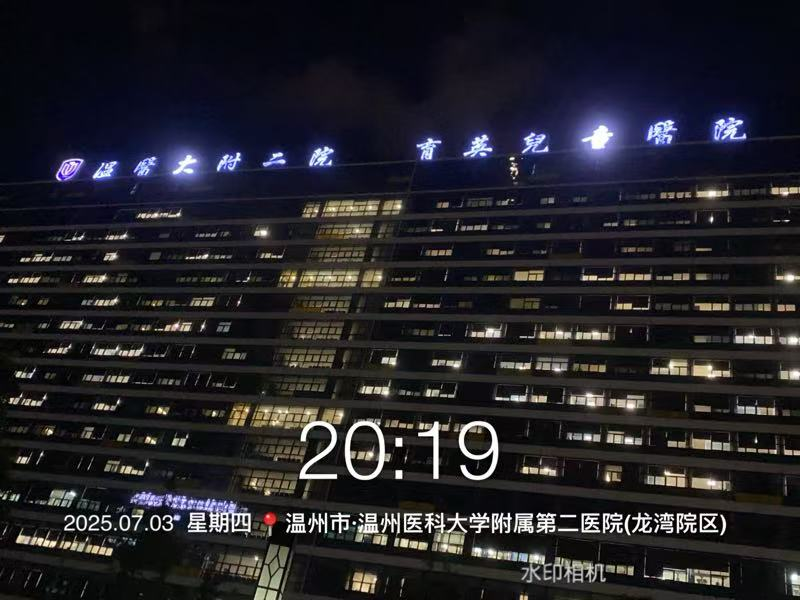 温醫大附二院 育英兒童醫院
20:19
2025.07.03 星期四 温州市·温州医科大学附属第二医院(龙湾院区)
水印相机